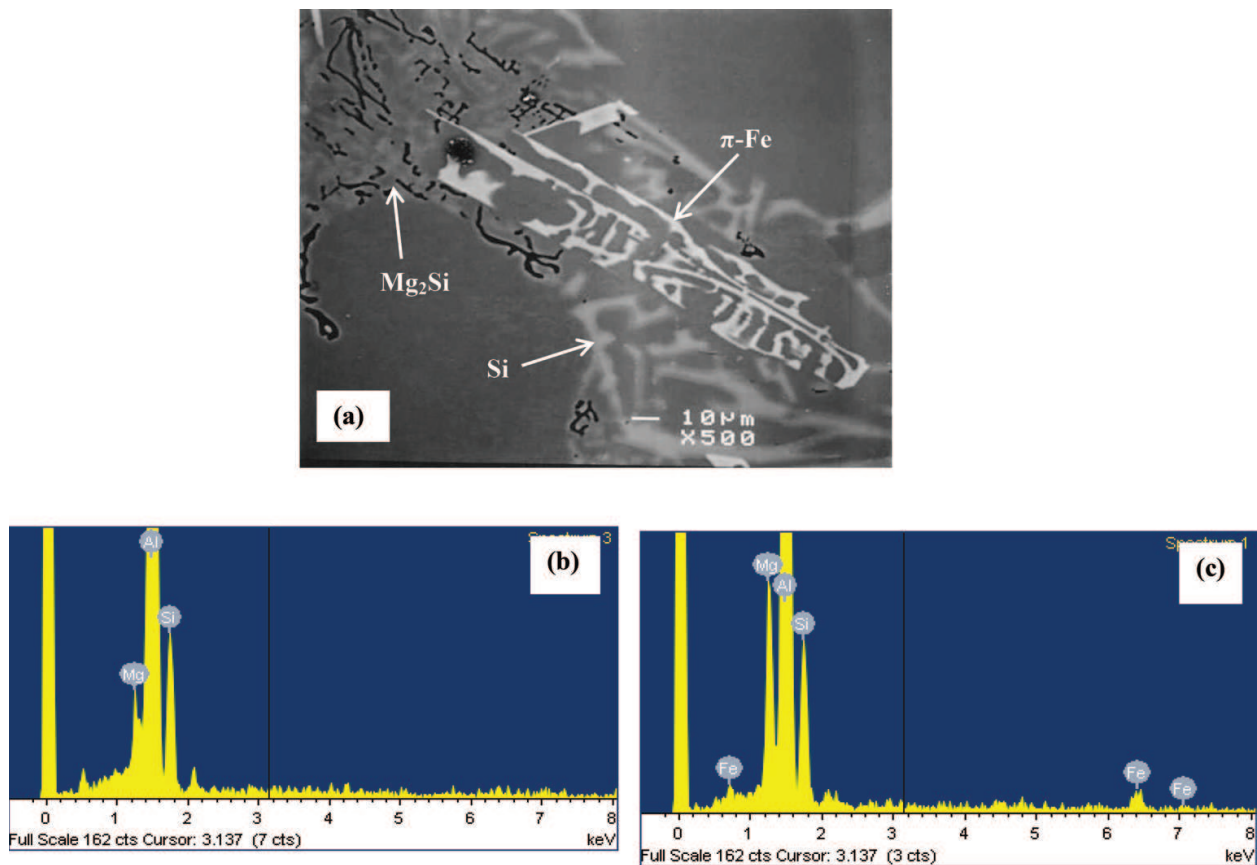 π-Fe
Mg₂Si
Si
(a)
10µm
X500
Spectrum 3
(b)
Al
Si
Mg
0 1 2 3 4 5 6 7 8
Full Scale 162 cts Cursor: 3.137 (7 cts) keV
Spectrum 1
(c)
Mg
Al
Si
Fe
Fe
Fe
0 1 2 3 4 5 6 7 8
Full Scale 162 cts Cursor: 3.137 (3 cts) keV